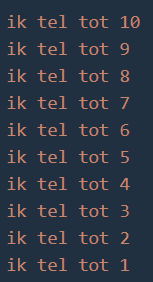 ik tel tot 10
ik tel tot 9
ik tel tot 8
ik tel tot 7
ik tel tot 6
ik tel tot 5
ik tel tot 4
ik tel tot 3
ik tel tot 2
ik tel tot 1